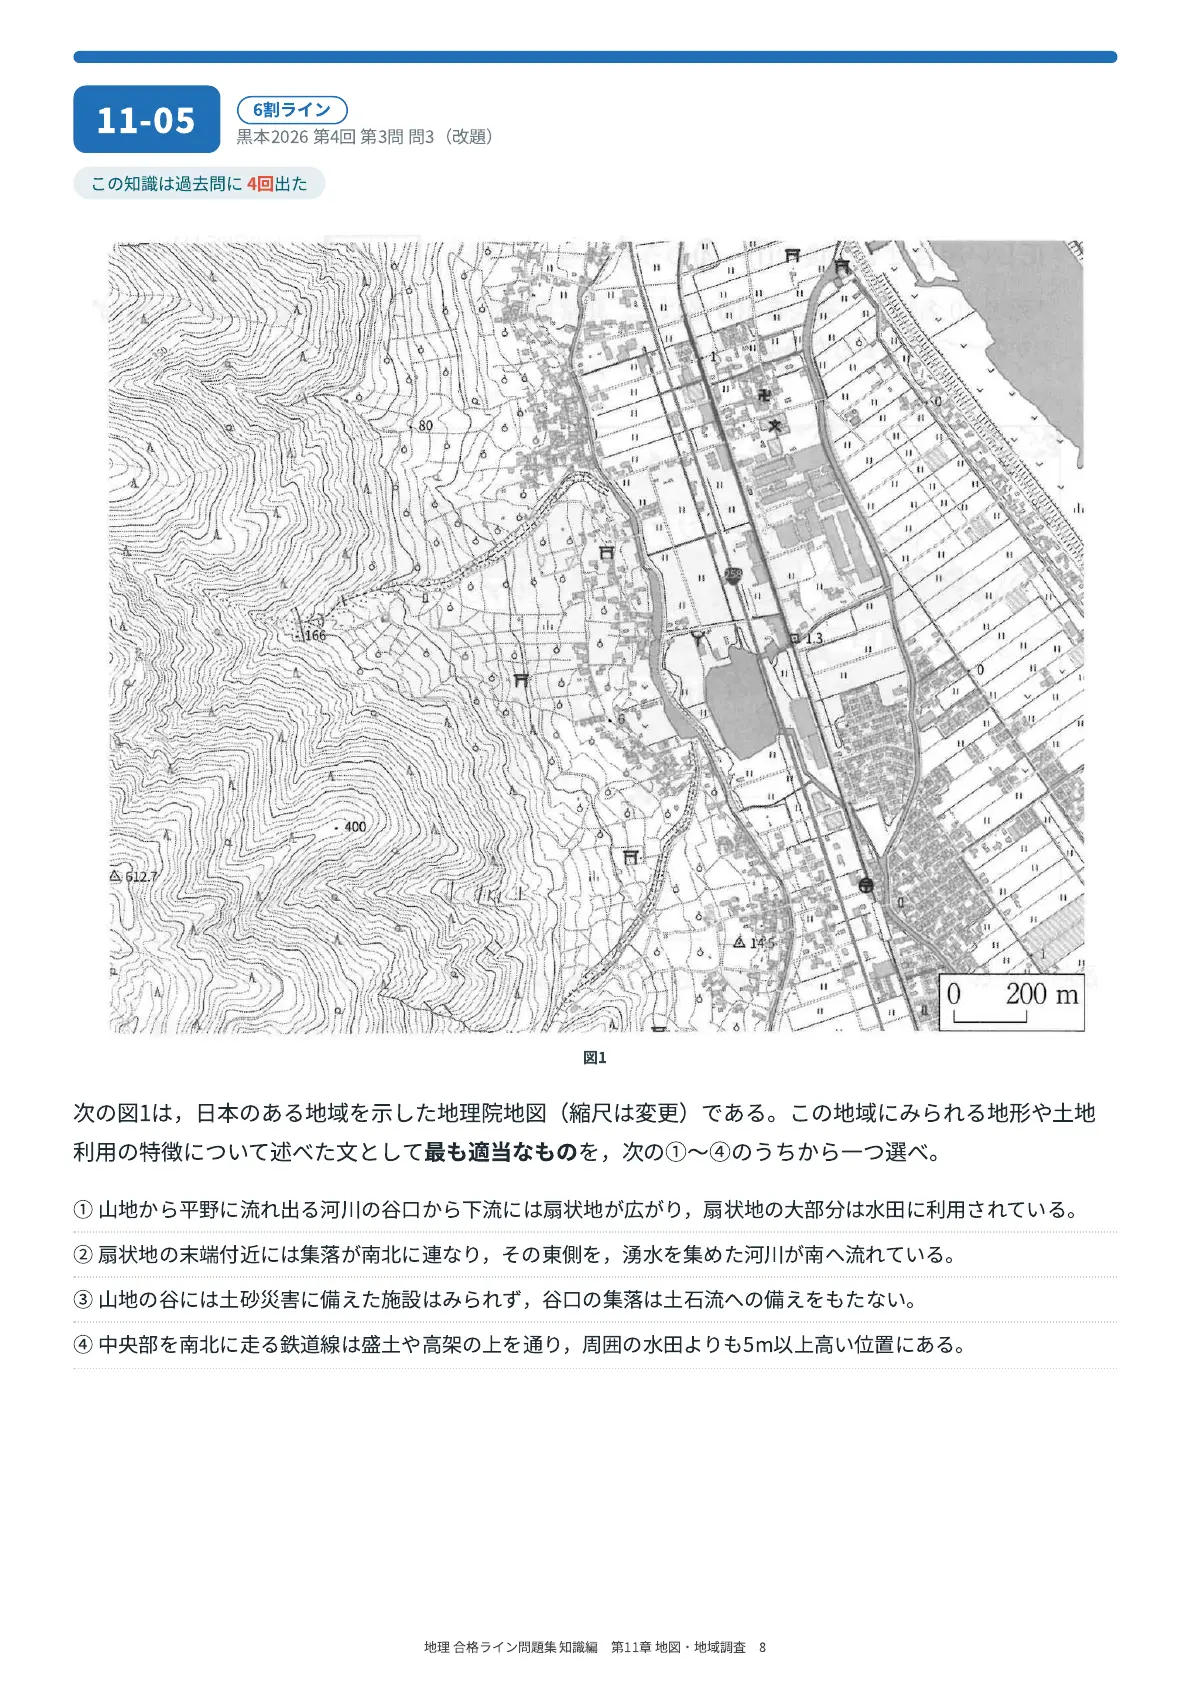 11-05
6割ライン
黒本2026 第4回 第3問 問3（改題）
この知識は過去問に 4回出た
80
1
0
258
166
1.3
0
6
400
612.7
14.5
1
0 200 m
図1
次の図1は，日本のある地域を示した地理院地図（縮尺は変更）である。この地域にみられる地形や土地
利用の特徴について述べた文として最も適当なものを，次の①～④のうちから一つ選べ。
① 山地から平野に流れ出る河川の谷口から下流には扇状地が広がり，扇状地の大部分は水田に利用されている。
② 扇状地の末端付近には集落が南北に連なり，その東側を，湧水を集めた河川が南へ流れている。
③ 山地の谷には土砂災害に備えた施設はみられず，谷口の集落は土石流への備えをもたない。
④ 中央部を南北に走る鉄道線は盛土や高架の上を通り，周囲の水田よりも5m以上高い位置にある。
地理 合格ライン問題集 知識編 第11章 地図・地域調査 8